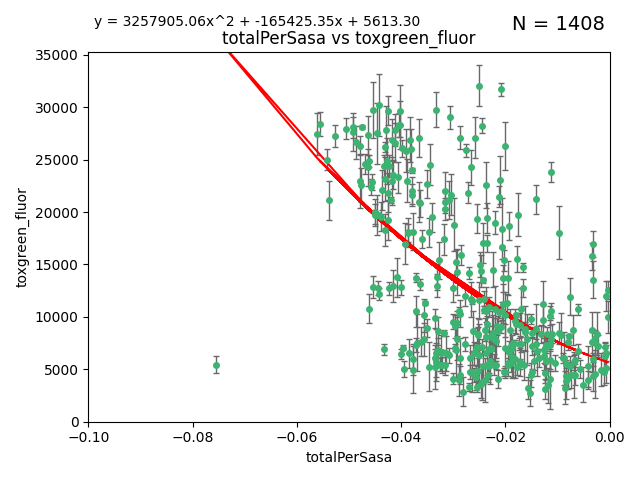 y = 3257905.06x^2 + -165425.35x + 5613.30
N = 1408
totalPerSasa vs toxgreen_fluor
35000
30000
25000
20000
15000
10000
5000
0
toxgreen_fluor
−0.10
−0.08
−0.06
−0.04
−0.02
0.00
totalPerSasa